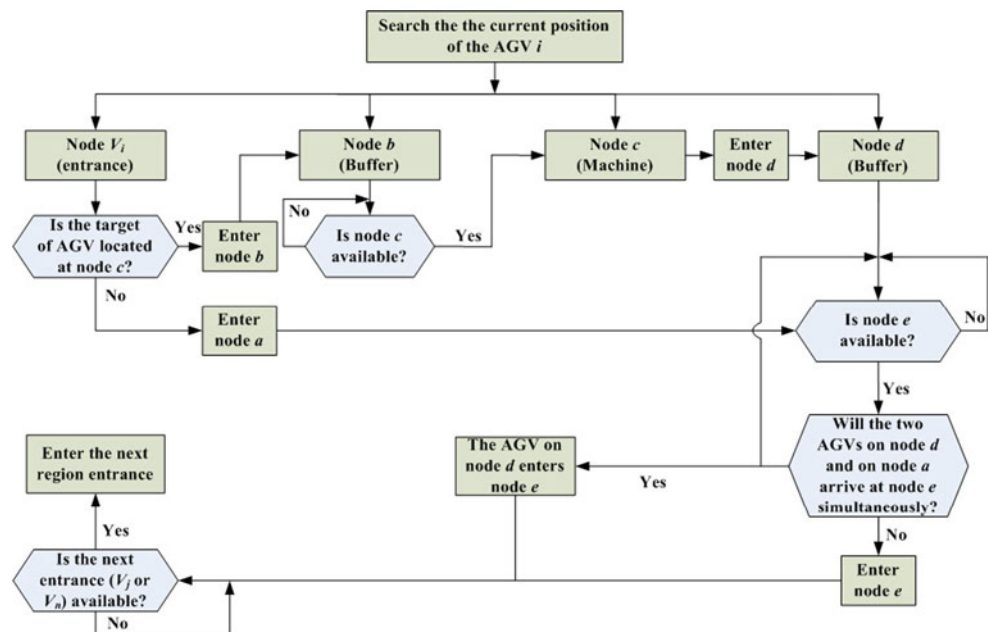 Search the the current position
of the AGV i
Node Vi
(entrance)
Node b
(Buffer)
Node c
(Machine)
Enter
node d
Node d
(Buffer)
Is the target
of AGV located
at node c?
Yes
Enter
node b
No
Is node c
available?
Yes
No
Enter
node a
Is node e
available?
No
Yes
Will the two
AGVs on node d
and on node a
arrive at node e
simultaneously?
Yes
The AGV on
node d enters
node e
No
Enter
node e
Enter the next
region entrance
Yes
Is the next
entrance (Vj or
Vn) available?
No